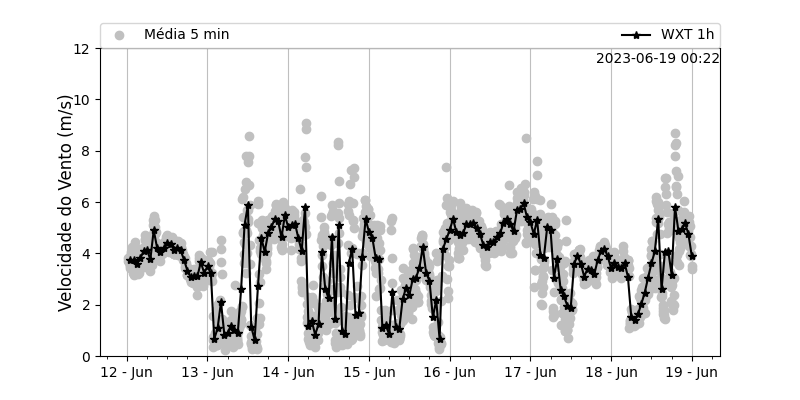 Média 5 min
WXT 1h
2023-06-19 00:22
Velocidade do Vento (m/s)
12
10
8
6
4
2
0
12 - Jun 13 - Jun 14 - Jun 15 - Jun 16 - Jun 17 - Jun 18 - Jun 19 - Jun